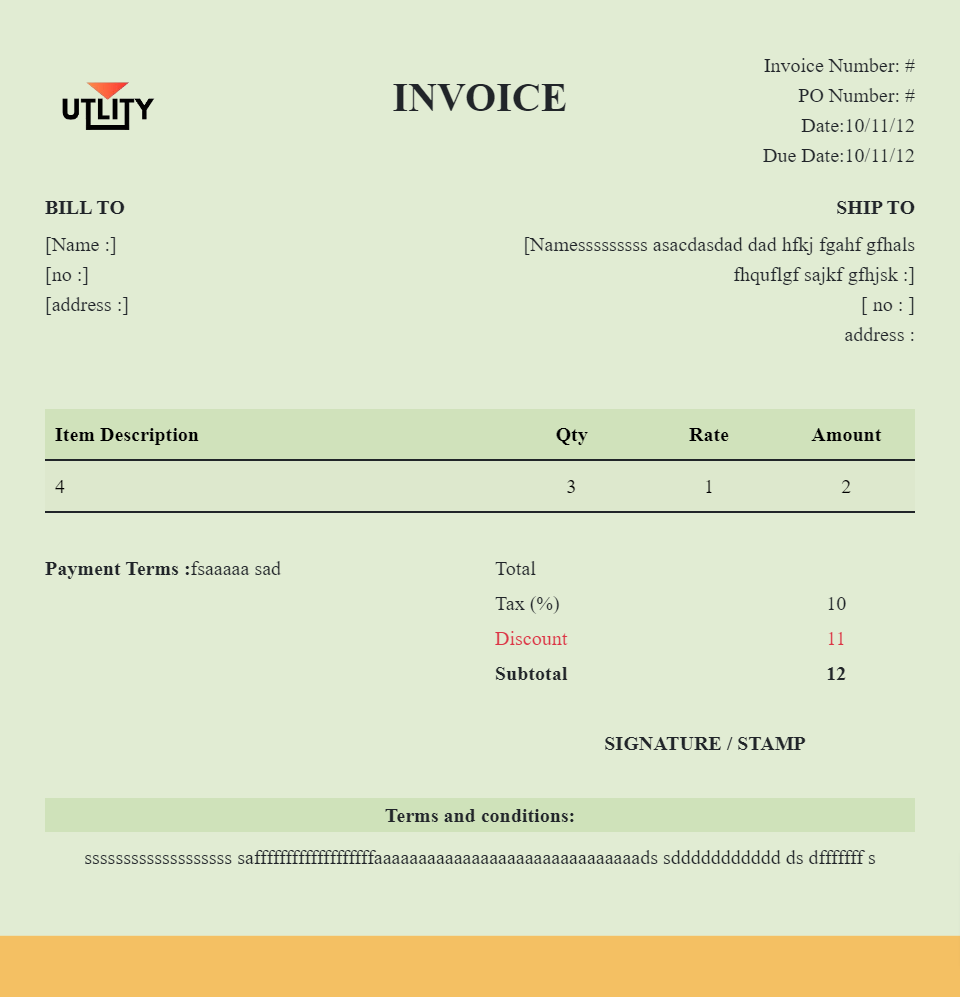 UTLITY
INVOICE
Invoice Number: #
PO Number: #
Date:10/11/12
Due Date:10/11/12
BILL TO
[Name :]
[no :]
[address :]
SHIP TO
[Namesssssssss asacdasdad dad hfkj fgahf gfhals
fhquflgf sajkf gfhjsk :]
[ no : ]
address :
Item Description Qty Rate Amount
4 3 1 2
Payment Terms :fsaaaaa sad
Total
Tax (%) 10
Discount 11
Subtotal 12
SIGNATURE / STAMP
Terms and conditions:
sssssssssssssssssss saffffffffffffffffffffaaaaaaaaaaaaaaaaaaaaaaaaaaaaaads sddddddddddd ds dffffffff s